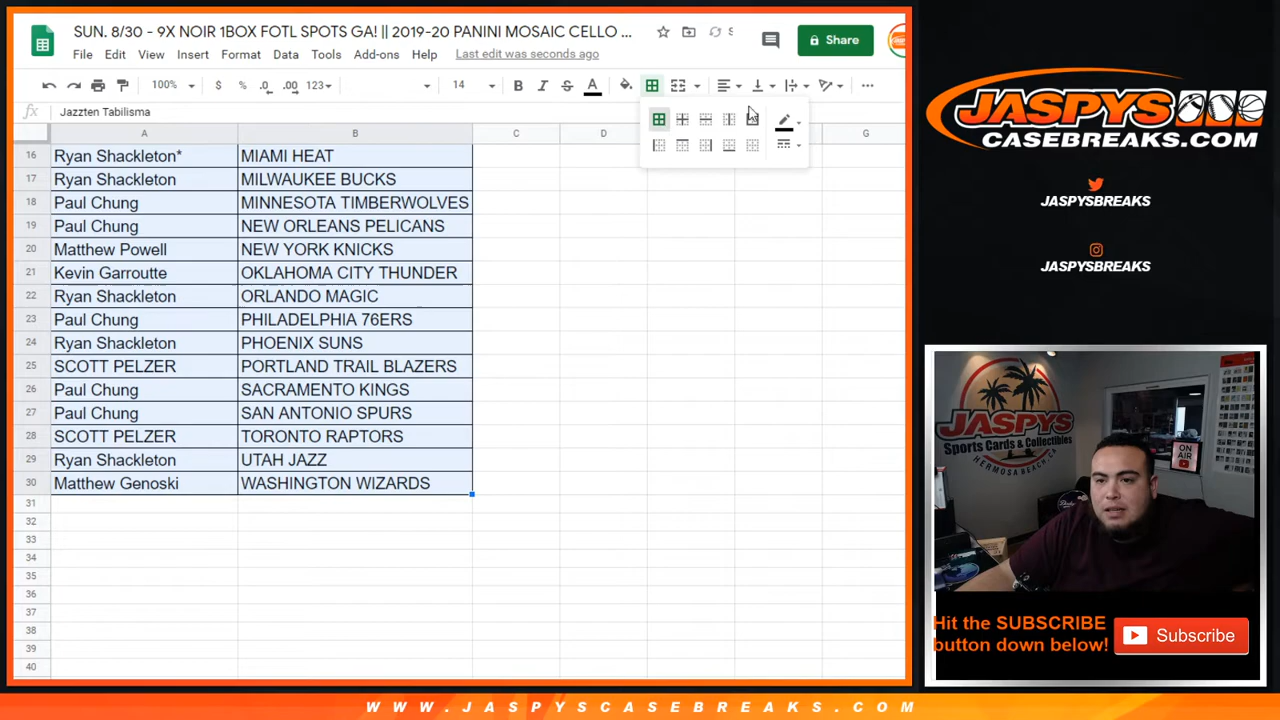 SUN. 8/30 - 9X NOIR 1BOX FOTL SPOTS GA! || 2019-20 PANINI MOSAIC CELLO ...
File Edit View Insert Format Data Tools Add-ons Help Last edit was seconds ago
Share
100% $ % .0 .00 123 14 B I S A
fx Jazzten Tabilisma
A B C D G
16 Ryan Shackleton* MIAMI HEAT
17 Ryan Shackleton MILWAUKEE BUCKS
18 Paul Chung MINNESOTA TIMBERWOLVES
19 Paul Chung NEW ORLEANS PELICANS
20 Matthew Powell NEW YORK KNICKS
21 Kevin Garroutte OKLAHOMA CITY THUNDER
22 Ryan Shackleton ORLANDO MAGIC
23 Paul Chung PHILADELPHIA 76ERS
24 Ryan Shackleton PHOENIX SUNS
25 SCOTT PELZER PORTLAND TRAIL BLAZERS
26 Paul Chung SACRAMENTO KINGS
27 Paul Chung SAN ANTONIO SPURS
28 SCOTT PELZER TORONTO RAPTORS
29 Ryan Shackleton UTAH JAZZ
30 Matthew Genoski WASHINGTON WIZARDS
31
32
33
34
35
36
37
38
39
40
JASPYS
CASEBREAKS.COM
JASPYSBREAKS
JASPYSBREAKS
JASPYS
Sports Cards & Collectibles
HERMOSA BEACH, CA
ON AIR
Hit the SUBSCRIBE
button down below!
Subscribe
WWW.JASPYSCASEBREAKS.COM